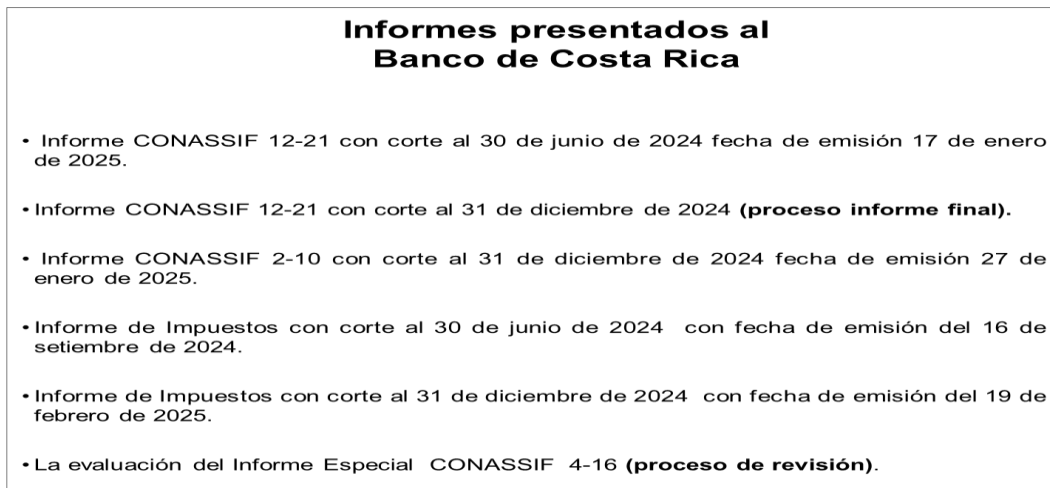 Informes presentados al
Banco de Costa Rica
• Informe CONASSIF 12-21 con corte al 30 de junio de 2024 fecha de emisión 17 de enero
de 2025.
• Informe CONASSIF 12-21 con corte al 31 de diciembre de 2024 (proceso informe final).
• Informe CONASSIF 2-10 con corte al 31 de diciembre de 2024 fecha de emisión 27 de
enero de 2025.
• Informe de Impuestos con corte al 30 de junio de 2024 con fecha de emisión del 16 de
setiembre de 2024.
• Informe de Impuestos con corte al 31 de diciembre de 2024 con fecha de emisión del 19 de
febrero de 2025.
• La evaluación del Informe Especial CONASSIF 4-16 (proceso de revisión).